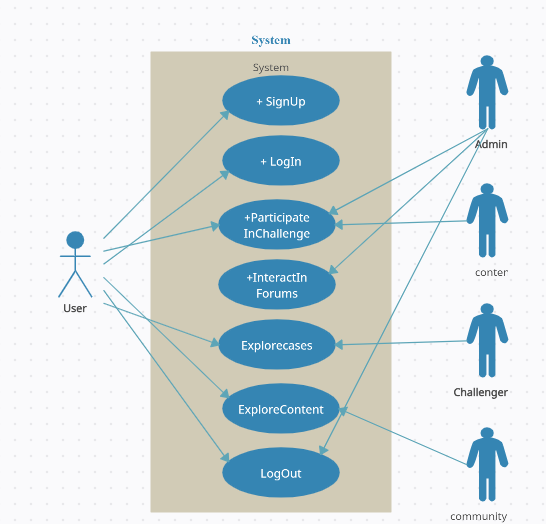 System
System
+ SignUp
+ LogIn
+Participate
InChallenge
+InteractIn
Forums
Explorecases
ExploreContent
LogOut
User
Admin
conter
Challenger
community